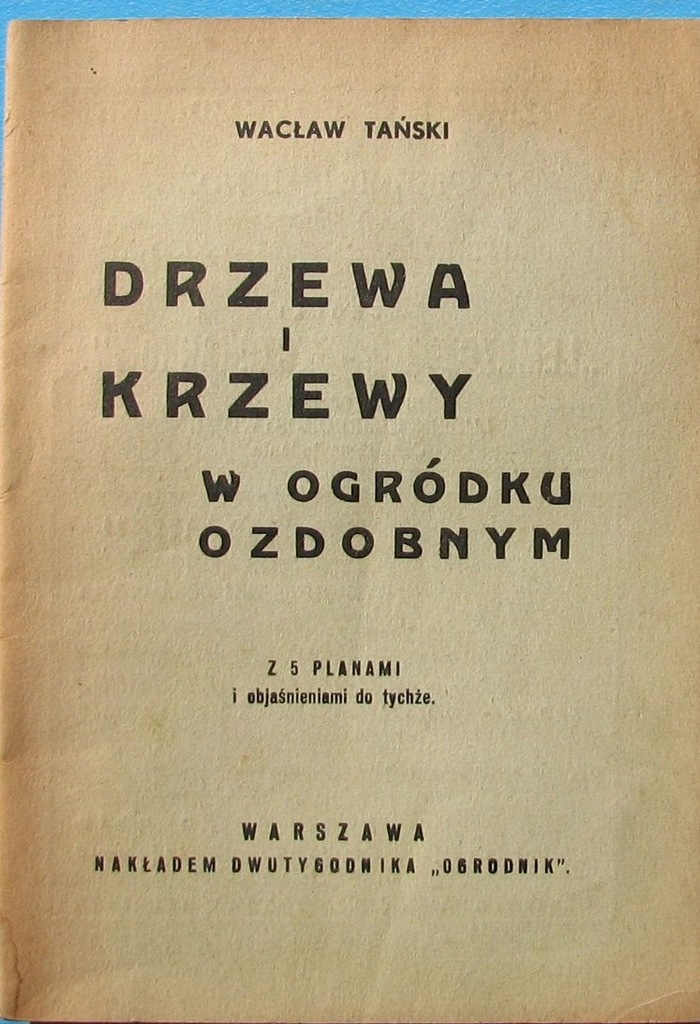 WACŁAW TAŃSKI
DRZEWA
I
KRZEWY
W OGRÓDKU
OZDOBNYM
Z 5 PLANAMI
i objaśnieniami do tychże.
WARSZAWA
NAKŁADEM DWUTYGODNIKA „OGRODNIK”.